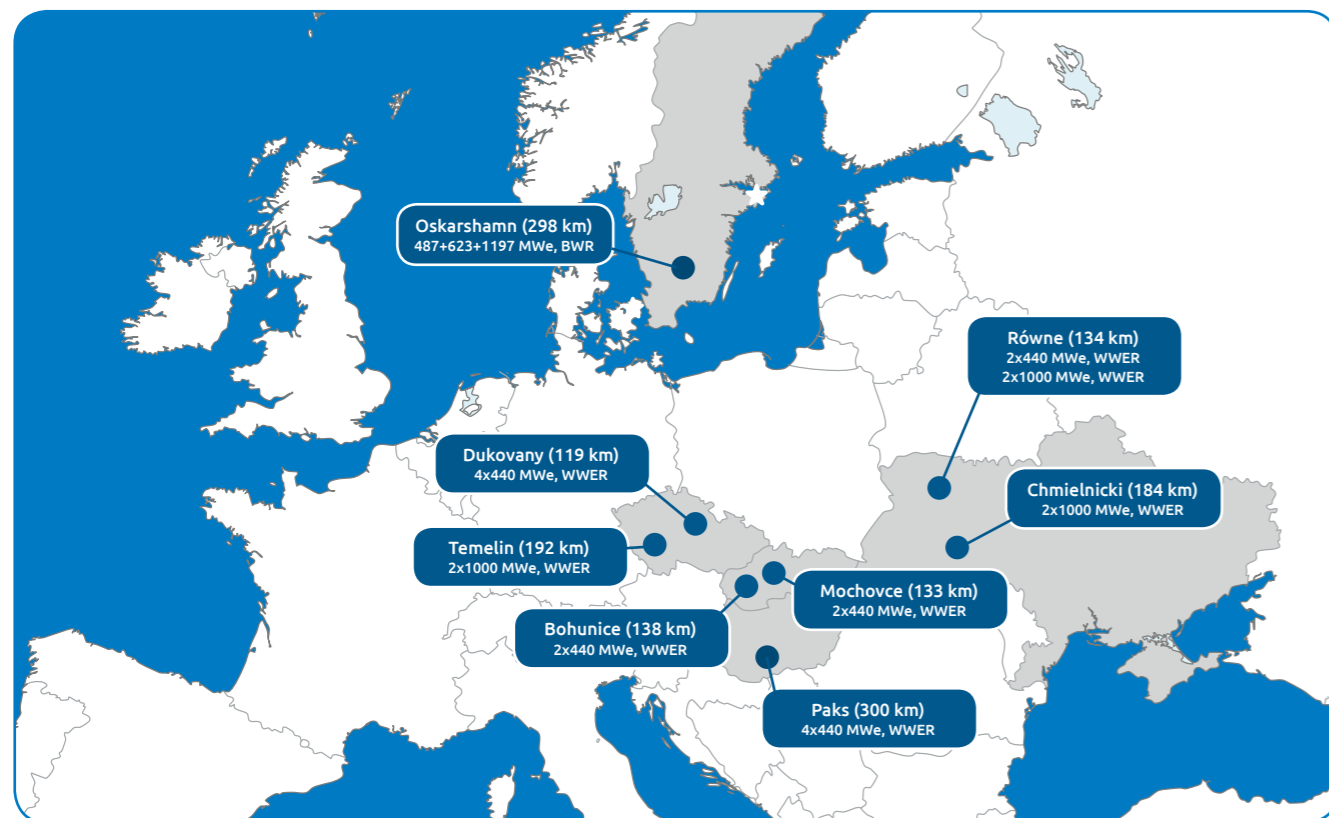 Oskarshamn (298 km)
487+623+1197 MWe, BWR
Równe (134 km)
2x440 MWe, WWER
2x1000 MWe, WWER
Dukovany (119 km)
4x440 MWe, WWER
Chmielnicki (184 km)
2x1000 MWe, WWER
Temelin (192 km)
2x1000 MWe, WWER
Mochovce (133 km)
2x440 MWe, WWER
Bohunice (138 km)
2x440 MWe, WWER
Paks (300 km)
4x440 MWe, WWER